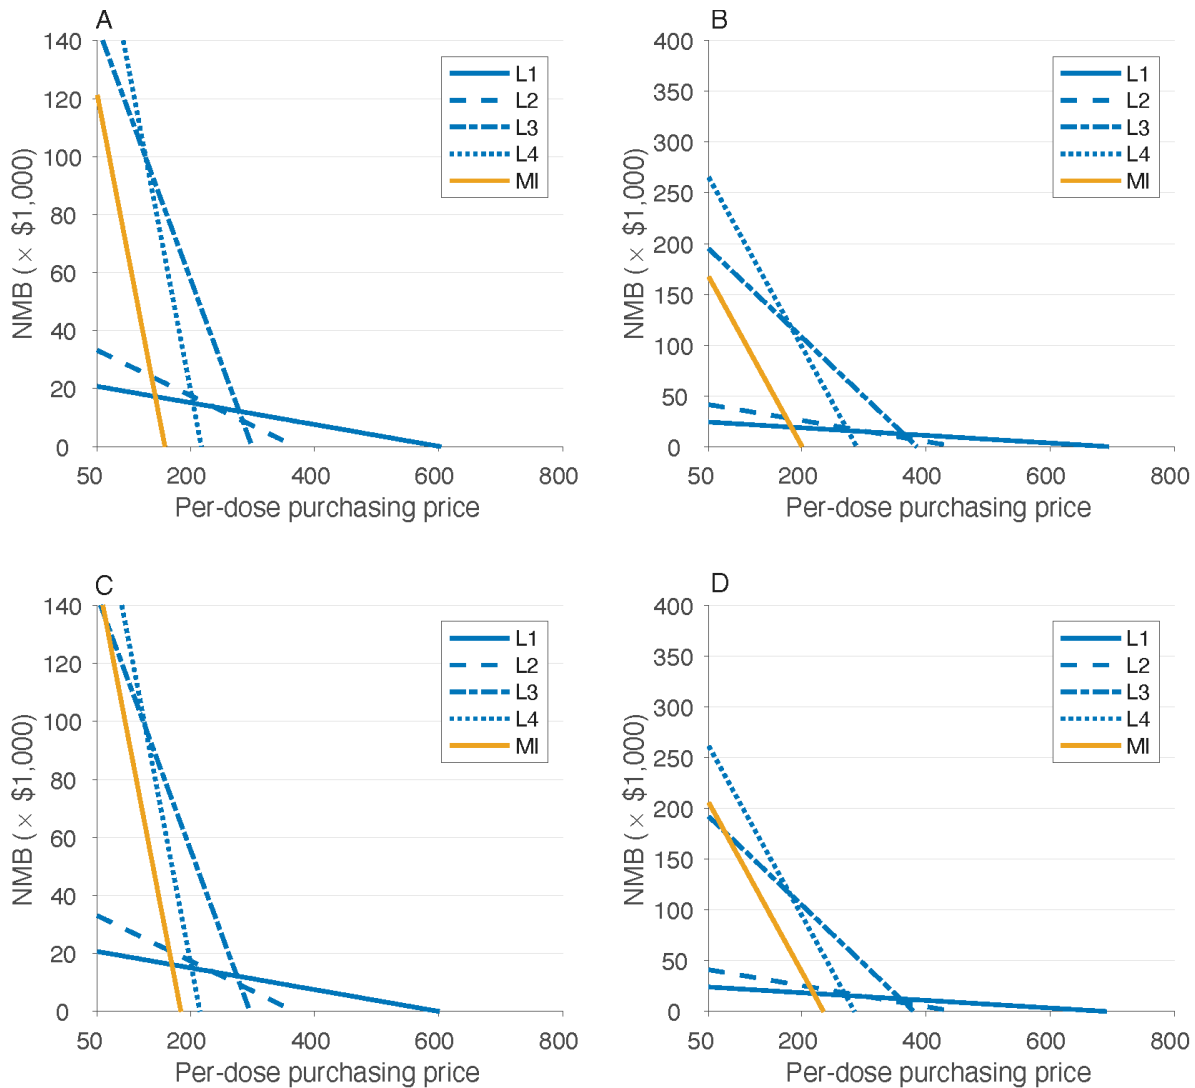 A
NMB ( × $1,000)
140
120
100
80
60
40
20
0
50
200
400
600
800
Per-dose purchasing price
L1
L2
L3
L4
MI
B
NMB ( × $1,000)
400
350
300
250
200
150
100
50
0
50
200
400
600
800
Per-dose purchasing price
L1
L2
L3
L4
MI
C
NMB ( × $1,000)
140
120
100
80
60
40
20
0
50
200
400
600
800
Per-dose purchasing price
L1
L2
L3
L4
MI
D
NMB ( × $1,000)
400
350
300
250
200
150
100
50
0
50
200
400
600
800
Per-dose purchasing price
L1
L2
L3
L4
MI